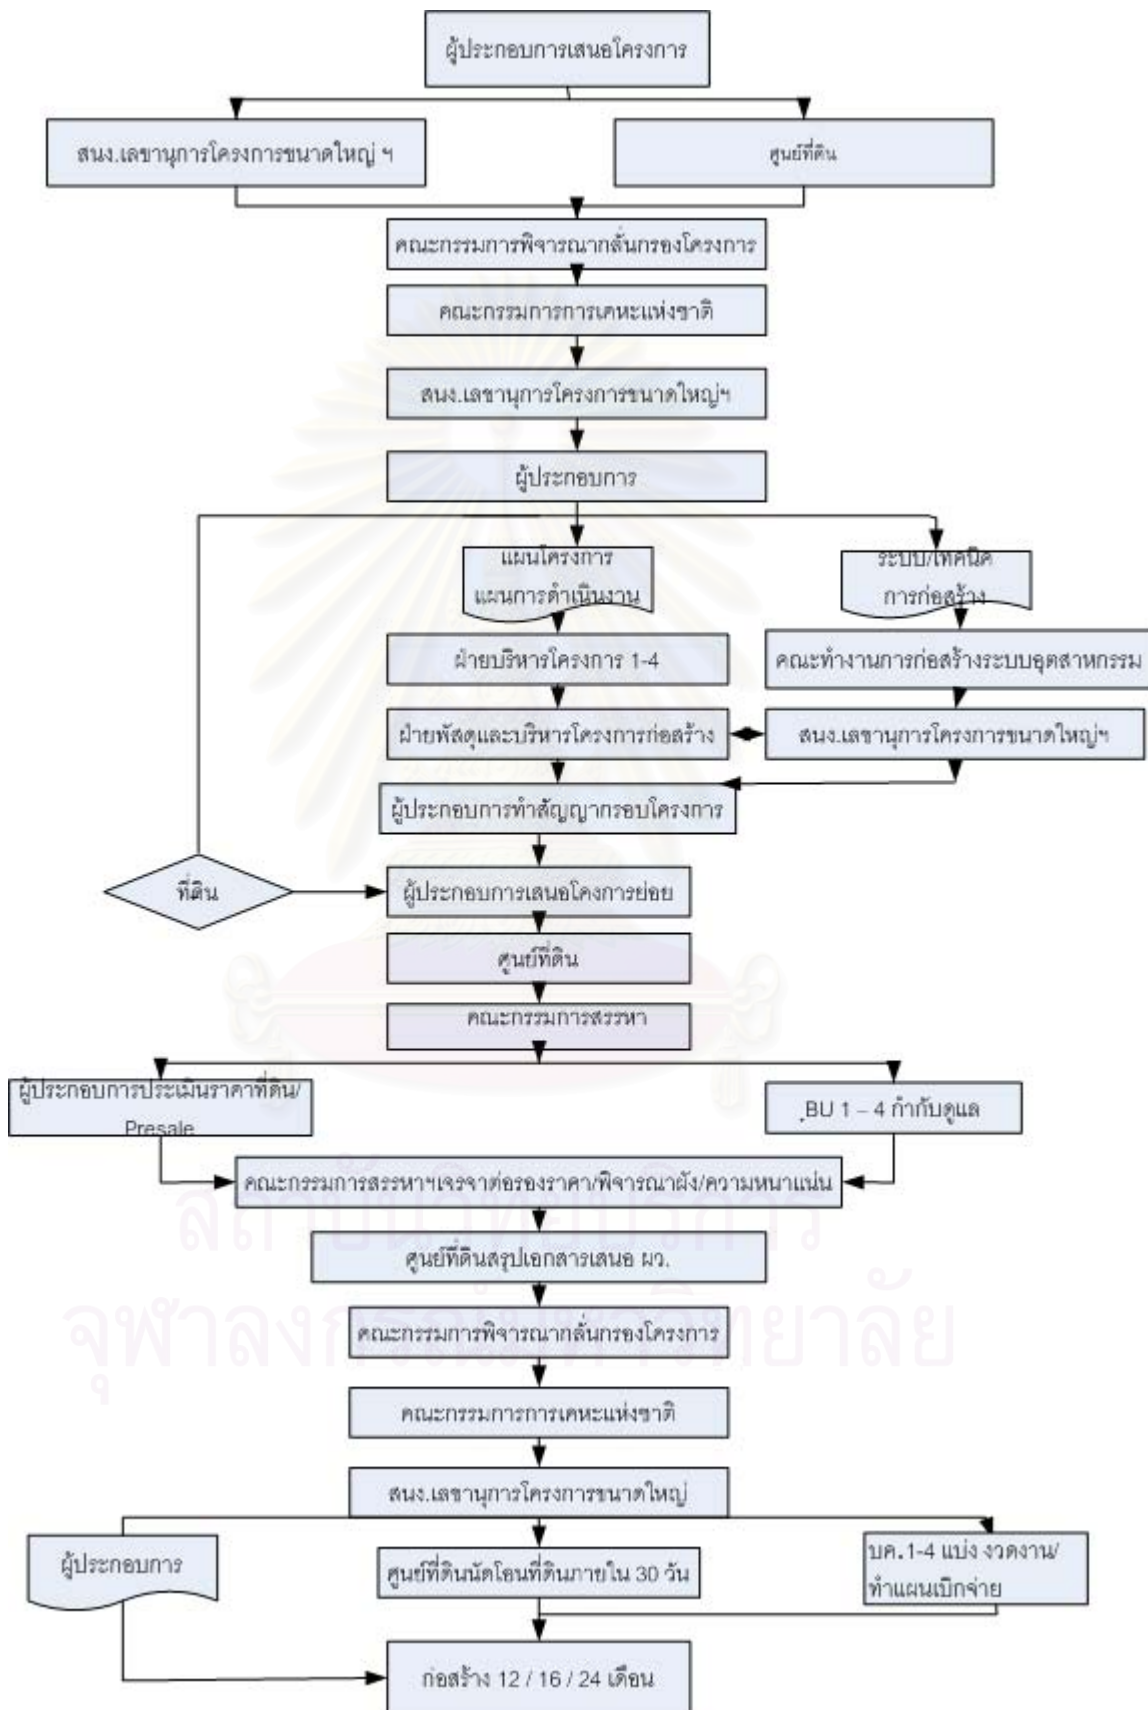 ผู้ประกอบการเสนอโครงการ
สนง.เลขานุการโครงการขนาดใหญ่ ฯ
ศูนย์ที่ดิน
คณะกรรมการพิจารณากลั่นกรองโครงการ
คณะกรรมการการเคหะแห่งชาติ
สนง.เลขานุการโครงการขนาดใหญ่ฯ
ผู้ประกอบการ
แผนโครงการ
แผนการดำเนินงาน
ระบบ/เทคนิค
การก่อสร้าง
ฝ่ายบริหารโครงการ 1-4
คณะทำงานการก่อสร้างระบบอุตสาหกรรม
ฝ่ายพัสดุและบริหารโครงการก่อสร้าง
สนง.เลขานุการโครงการขนาดใหญ่ฯ
ผู้ประกอบการทำสัญญากรอบโครงการ
ที่ดิน
ผู้ประกอบการเสนอโคงการย่อย
ศูนย์ที่ดิน
คณะกรรมการสรรหา
ผู้ประกอบการประเมินราคาที่ดิน/
Presale
ฺBU 1 – 4 กำกับดูแล
คณะกรรมการสรรหาฯเจรจาต่อรองราคา/พิจารณาผัง/ความหนาแน่น
ศูนย์ที่ดินสรุปเอกสารเสนอ ผว.
คณะกรรมการพิจารณากลั่นกรองโครงการ
คณะกรรมการการเคหะแห่งชาติ
สนง.เลขานุการโครงการขนาดใหญ่
ผู้ประกอบการ
ศูนย์ที่ดินนัดโอนที่ดินภายใน 30 วัน
บค.1-4 แบ่ง งวดงาน/
ทำแผนเบิกจ่าย
ก่อสร้าง 12 / 16 / 24 เดือน
สถาบันวิทยบริการ
จุฬาลงกรณ์มหาวิทยาลัย